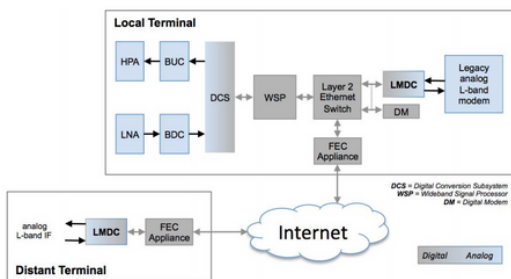 Local Terminal
HPA
BUC
LNA
BDC
DCS
WSP
Layer 2
Ethernet
Switch
LMDC
DM
Legacy
analog
L-band
modem
FEC
Appliance
DCS = Digital Conversion Subsystem
WSP = Wideband Signal Processor
DM = Digital Modem
analog
L-band IF
LMDC
FEC
Appliance
Internet
Distant Terminal
Digital Analog